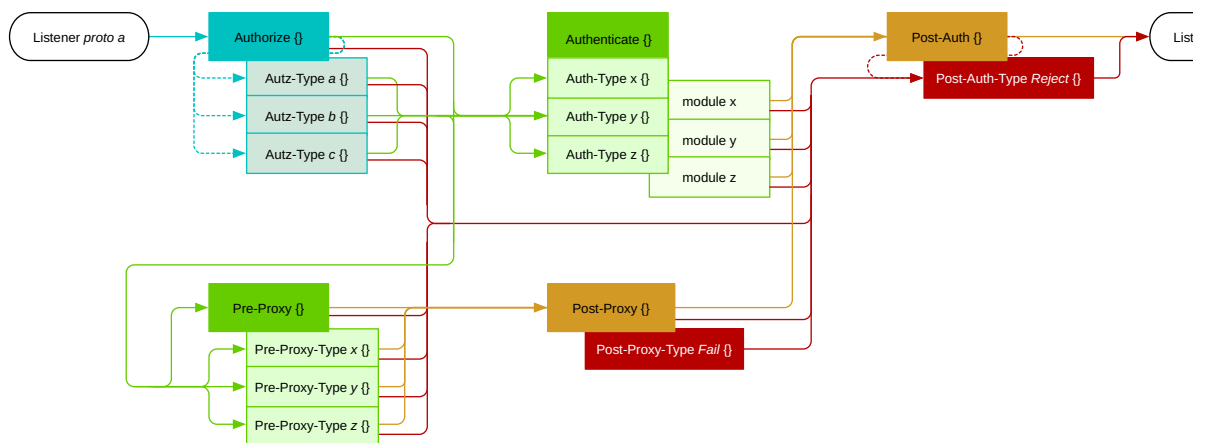 Listener proto a
Authorize {}
Autz-Type a {}
Autz-Type b {}
Autz-Type c {}
Authenticate {}
Auth-Type x {}
Auth-Type y {}
Auth-Type z {}
module x
module y
module z
Post-Auth {}
Post-Auth-Type Reject {}
List
Pre-Proxy {}
Pre-Proxy-Type x {}
Pre-Proxy-Type y {}
Pre-Proxy-Type z {}
Post-Proxy {}
Post-Proxy-Type Fail {}